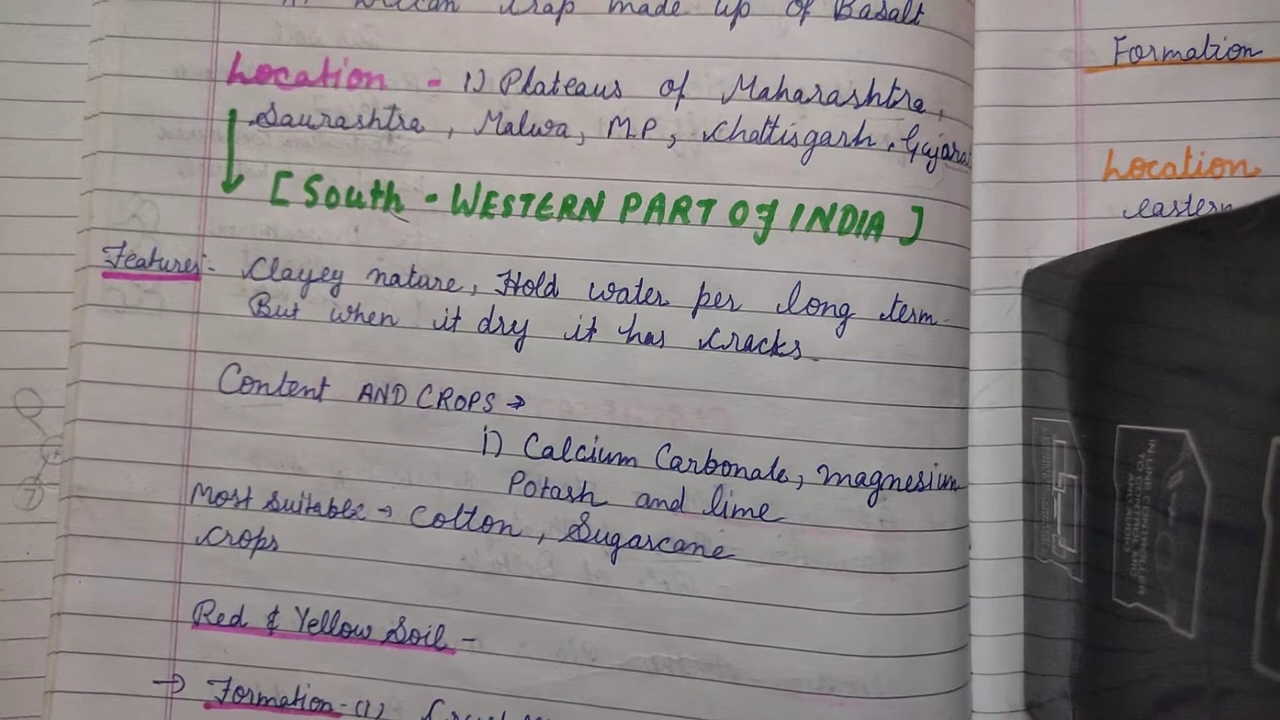 Deccan trap made up of Basalt
Location - 1) Plateaus of Maharashtra,
Saurashtra, Malwa, M.P, Chattisgarh, Gujarat
[South - WESTERN PART Of INDIA]
Features:- Clayey nature, Hold water per long term
But when it dry it has cracks.
Content AND CROPS →
i) Calcium Carbonate, magnesium
Potash and lime
Most suitable → Cotton, Sugarcane
crops
Red & Yellow Soil -
→ Formation - (1)
Formation
Location
eastern